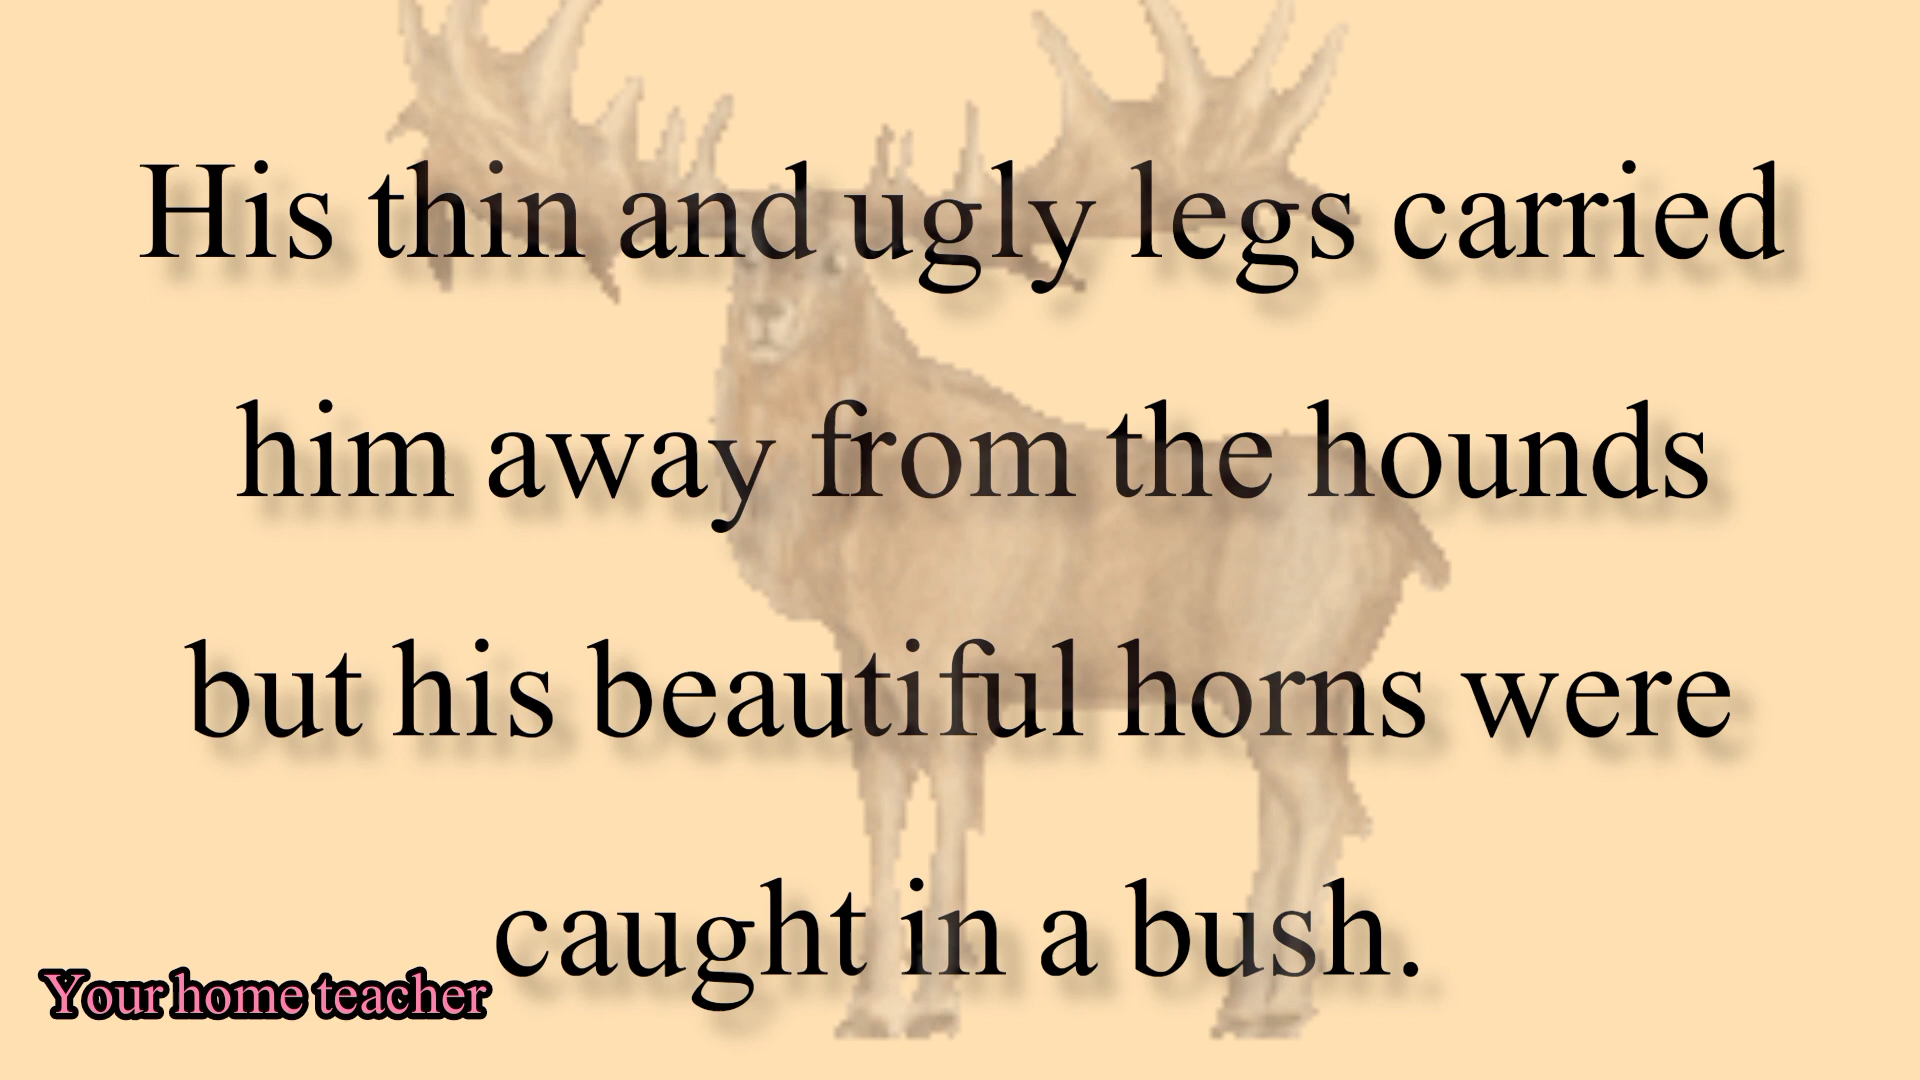 His thin and ugly legs carried
him away from the hounds
but his beautiful horns were
caught in a bush.
Your home teacher